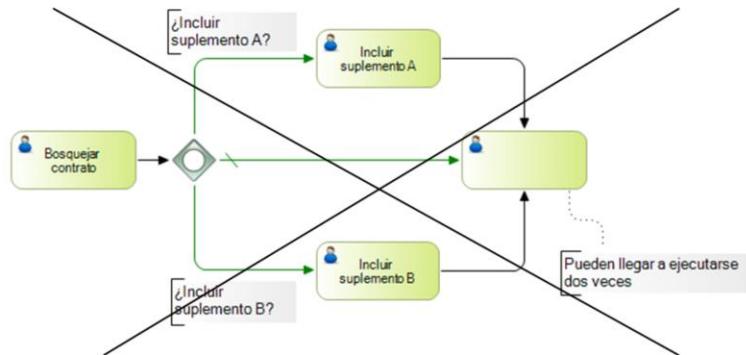 ¿Incluir
suplemento A?
Incluir
suplemento A
Bosquejar
contrato
Incluir
suplemento B
¿Incluir
suplemento B?
Pueden llegar a ejecutarse
dos veces